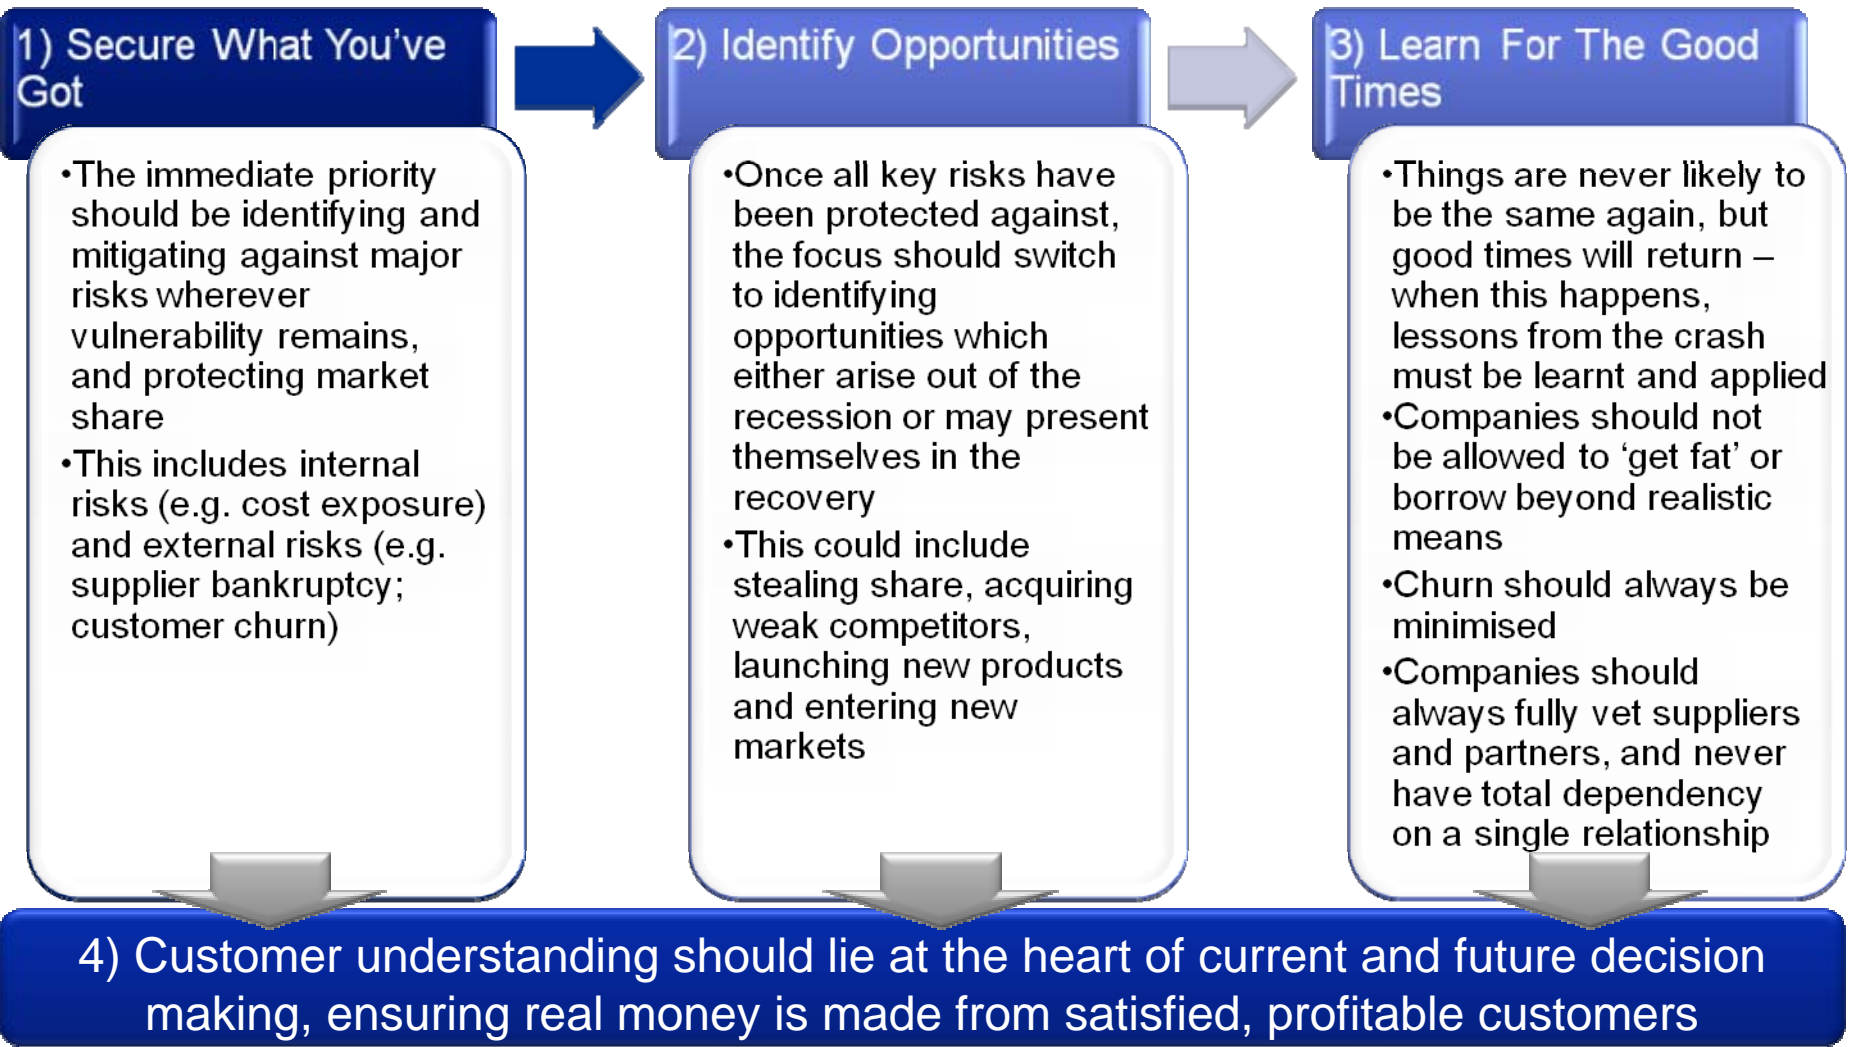 1) Secure What You've
Got
•The immediate priority
should be identifying and
mitigating against major
risks wherever
vulnerability remains,
and protecting market
share
•This includes internal
risks (e.g. cost exposure)
and external risks (e.g.
supplier bankruptcy;
customer churn)
2) Identify Opportunities
•Once all key risks have
been protected against,
the focus should switch
to identifying
opportunities which
either arise out of the
recession or may present
themselves in the
recovery
•This could include
stealing share, acquiring
weak competitors,
launching new products
and entering new
markets
3) Learn For The Good
Times
•Things are never likely to
be the same again, but
good times will return –
when this happens,
lessons from the crash
must be learnt and applied
•Companies should not
be allowed to ‘get fat’ or
borrow beyond realistic
means
•Churn should always be
minimised
•Companies should
always fully vet suppliers
and partners, and never
have total dependency
on a single relationship
4) Customer understanding should lie at the heart of current and future decision
making, ensuring real money is made from satisfied, profitable customers